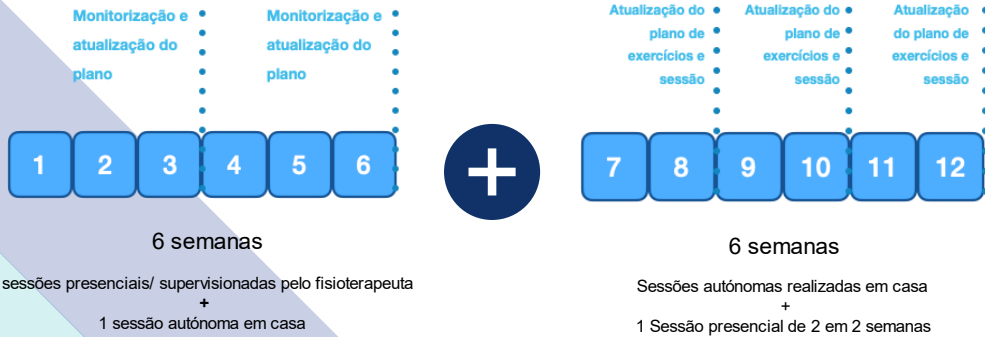 Monitorização e
atualização do
plano
Monitorização e
atualização do
plano
1 2 3 4 5 6
6 semanas
sessões presenciais/ supervisionadas pelo fisioterapeuta
+
1 sessão autónoma em casa
+
Atualização do
plano de
exercícios e
sessão
Atualização do
plano de
exercícios e
sessão
Atualização
do plano de
exercícios e
sessão
7 8 9 10 11 12
6 semanas
Sessões autónomas realizadas em casa
+
1 Sessão presencial de 2 em 2 semanas